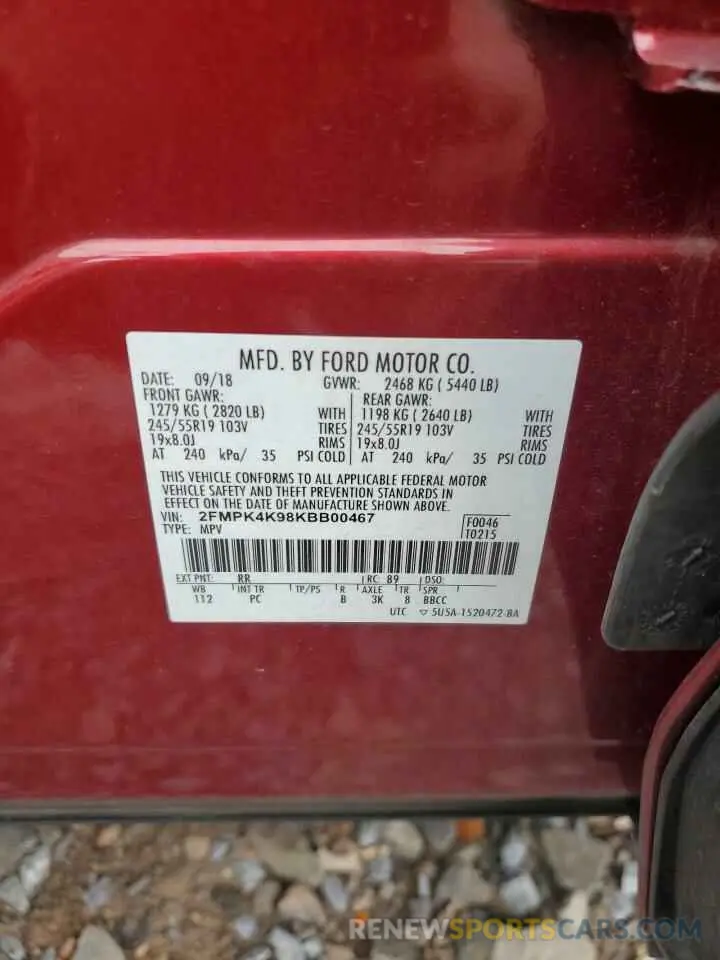 MFD. BY FORD MOTOR CO.
DATE: 09/18 GVWR: 2468 KG ( 5440 LB)
FRONT GAWR: REAR GAWR:
1279 KG ( 2820 LB) WITH 1198 KG ( 2640 LB) WITH
245/55R19 103V TIRES 245/55R19 103V TIRES
19x8.0J RIMS 19x8.0J RIMS
AT 240 kPa/ 35 PSI COLD AT 240 kPa/ 35 PSI COLD
THIS VEHICLE CONFORMS TO ALL APPLICABLE FEDERAL MOTOR
VEHICLE SAFETY AND THEFT PREVENTION STANDARDS IN
EFFECT ON THE DATE OF MANUFACTURE SHOWN ABOVE.
VIN: 2FMPK4K98KBB00467 F0046
TYPE: MPV T0215
EXT PNT: RR RC: 89 DSO:
WB INT TR TP/PS R AXLE TR SPR
112 PC B 3K 8 BBCC
UTC ▽ 5U5A-1520472-BA
RENEWSPORTSCARS.COM